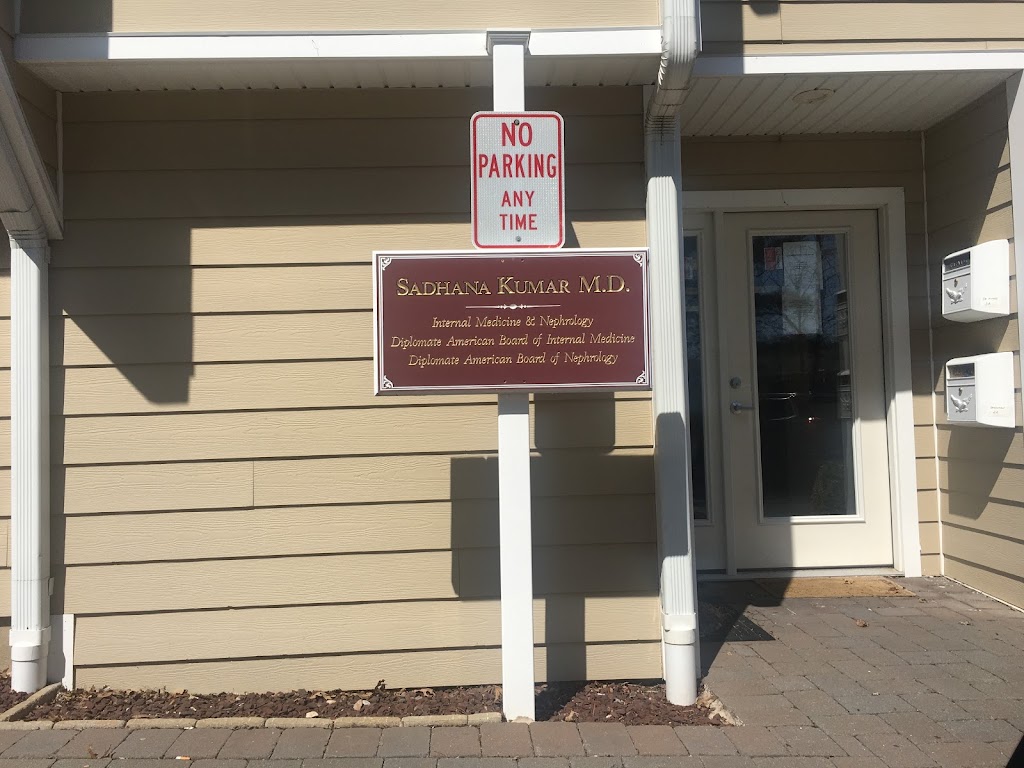 NO
PARKING
ANY
TIME
SADHANA KUMAR M.D.
Internal Medicine & Nephrology
Diplomate American Board of Internal Medicine
Diplomate American Board of Nephrology